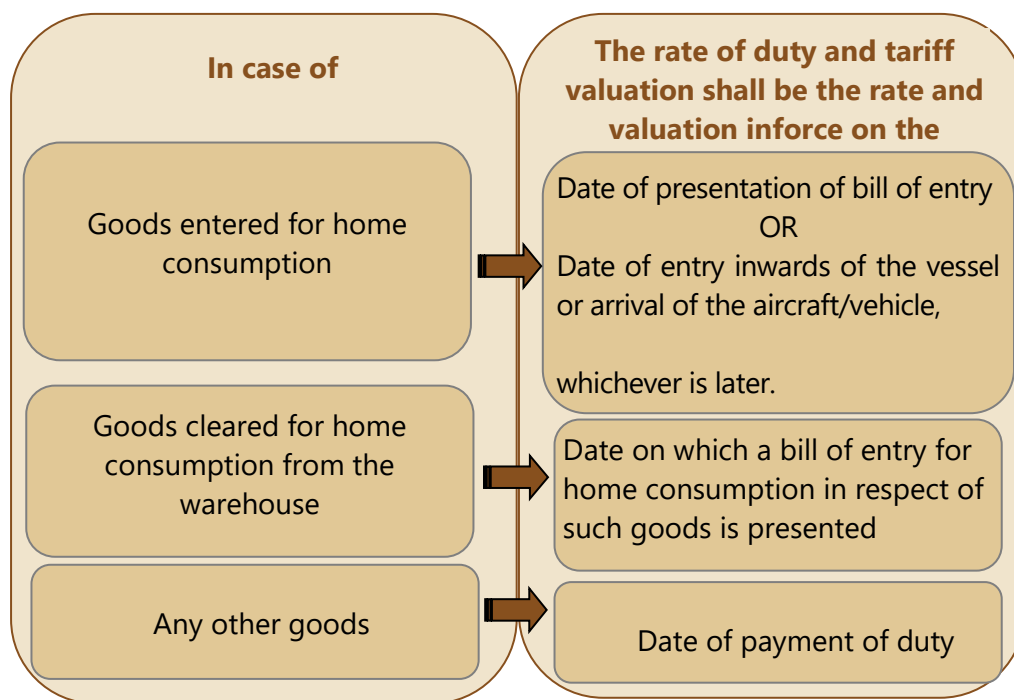 In case of
The rate of duty and tariff
valuation shall be the rate and
valuation inforce on the
Goods entered for home
consumption
Date of presentation of bill of entry
OR
Date of entry inwards of the vessel
or arrival of the aircraft/vehicle,
whichever is later.
Goods cleared for home
consumption from the
warehouse
Date on which a bill of entry for
home consumption in respect of
such goods is presented
Any other goods
Date of payment of duty